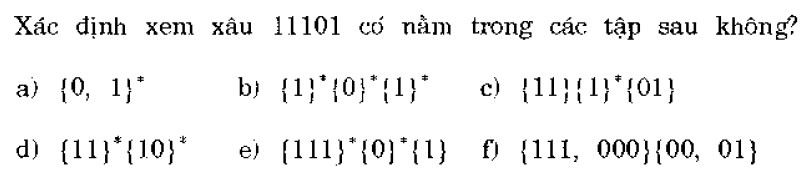 Xác định xem xâu 11101 có nằm trong các tập sau không?
a) {0, 1}* b) {1}*{0}*{1}* c) {11}{1}*{01}
d) {11}*{10}* e) {111}*{0}*{1} f) {111, 000}{00, 01}